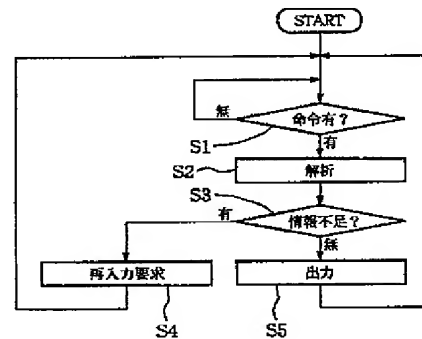 START
命令有?
無
S1
有
S2
解析
S3
有
情報不足?
無
再入力要求
出力
S4
S5